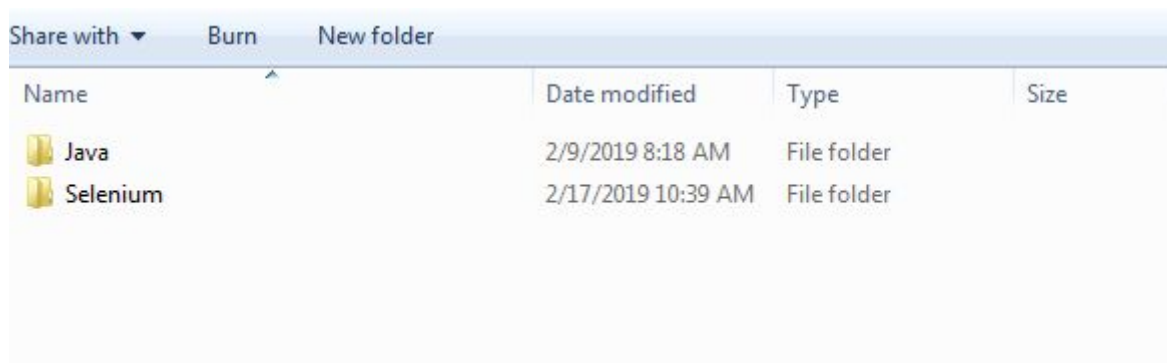 Share with Burn New folder
Name Date modified Type Size
Java 2/9/2019 8:18 AM File folder
Selenium 2/17/2019 10:39 AM File folder